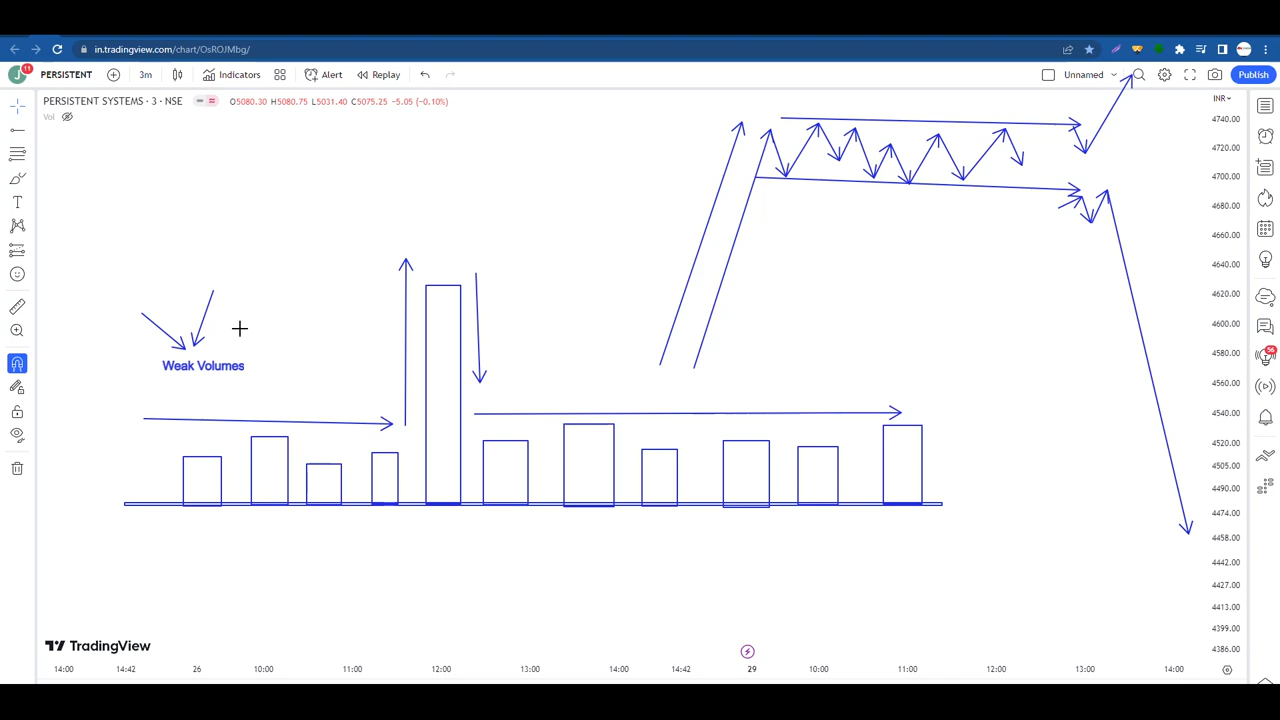 in.tradingview.com/chart/OsROJMbg/
J
11
PERSISTENT
3m
Indicators
Alert
Replay
Unnamed
Publish
PERSISTENT SYSTEMS · 3 · NSE
O5080.30 H5080.75 L5031.40 C5075.25 −5.05 (−0.10%)
Vol
INR
4740.00
4720.00
4700.00
4680.00
4660.00
4640.00
4620.00
4600.00
4580.00
4560.00
4540.00
4520.00
4505.00
4490.00
4474.00
4458.00
4442.00
4427.00
4413.00
4399.00
4386.00
56
Weak Volumes
TradingView
14:00
14:42
26
10:00
11:00
12:00
13:00
14:00
14:42
29
10:00
11:00
12:00
13:00
14:00